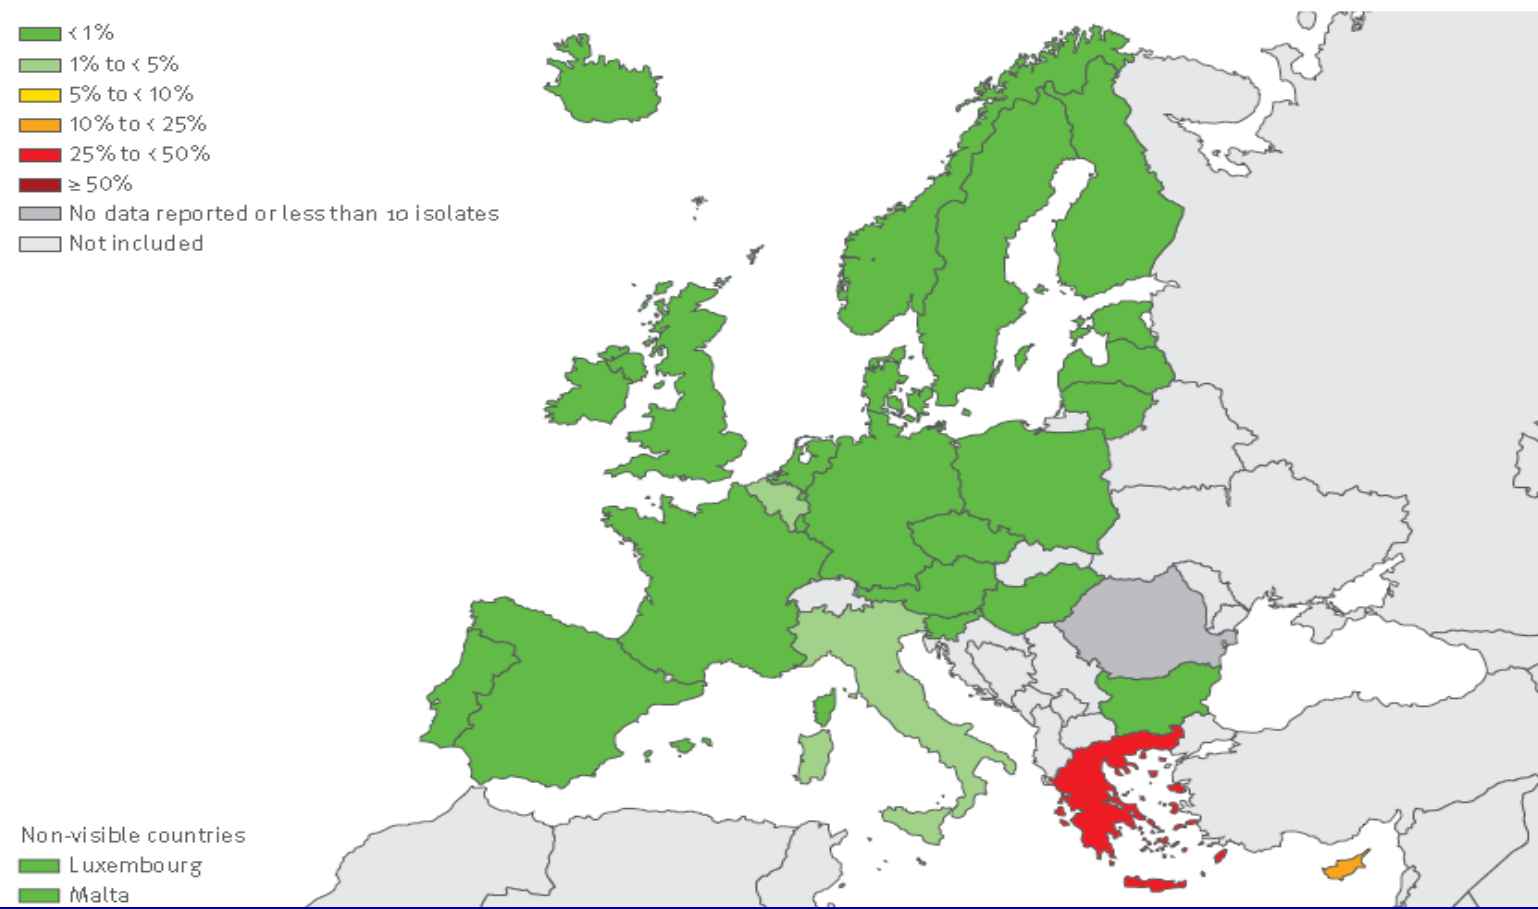 < 1%
1% to < 5%
5% to < 10%
10% to < 25%
25% to < 50%
≥ 50%
No data reported or less than 10 isolates
Not included
Non-visible countries
Luxembourg
Malta